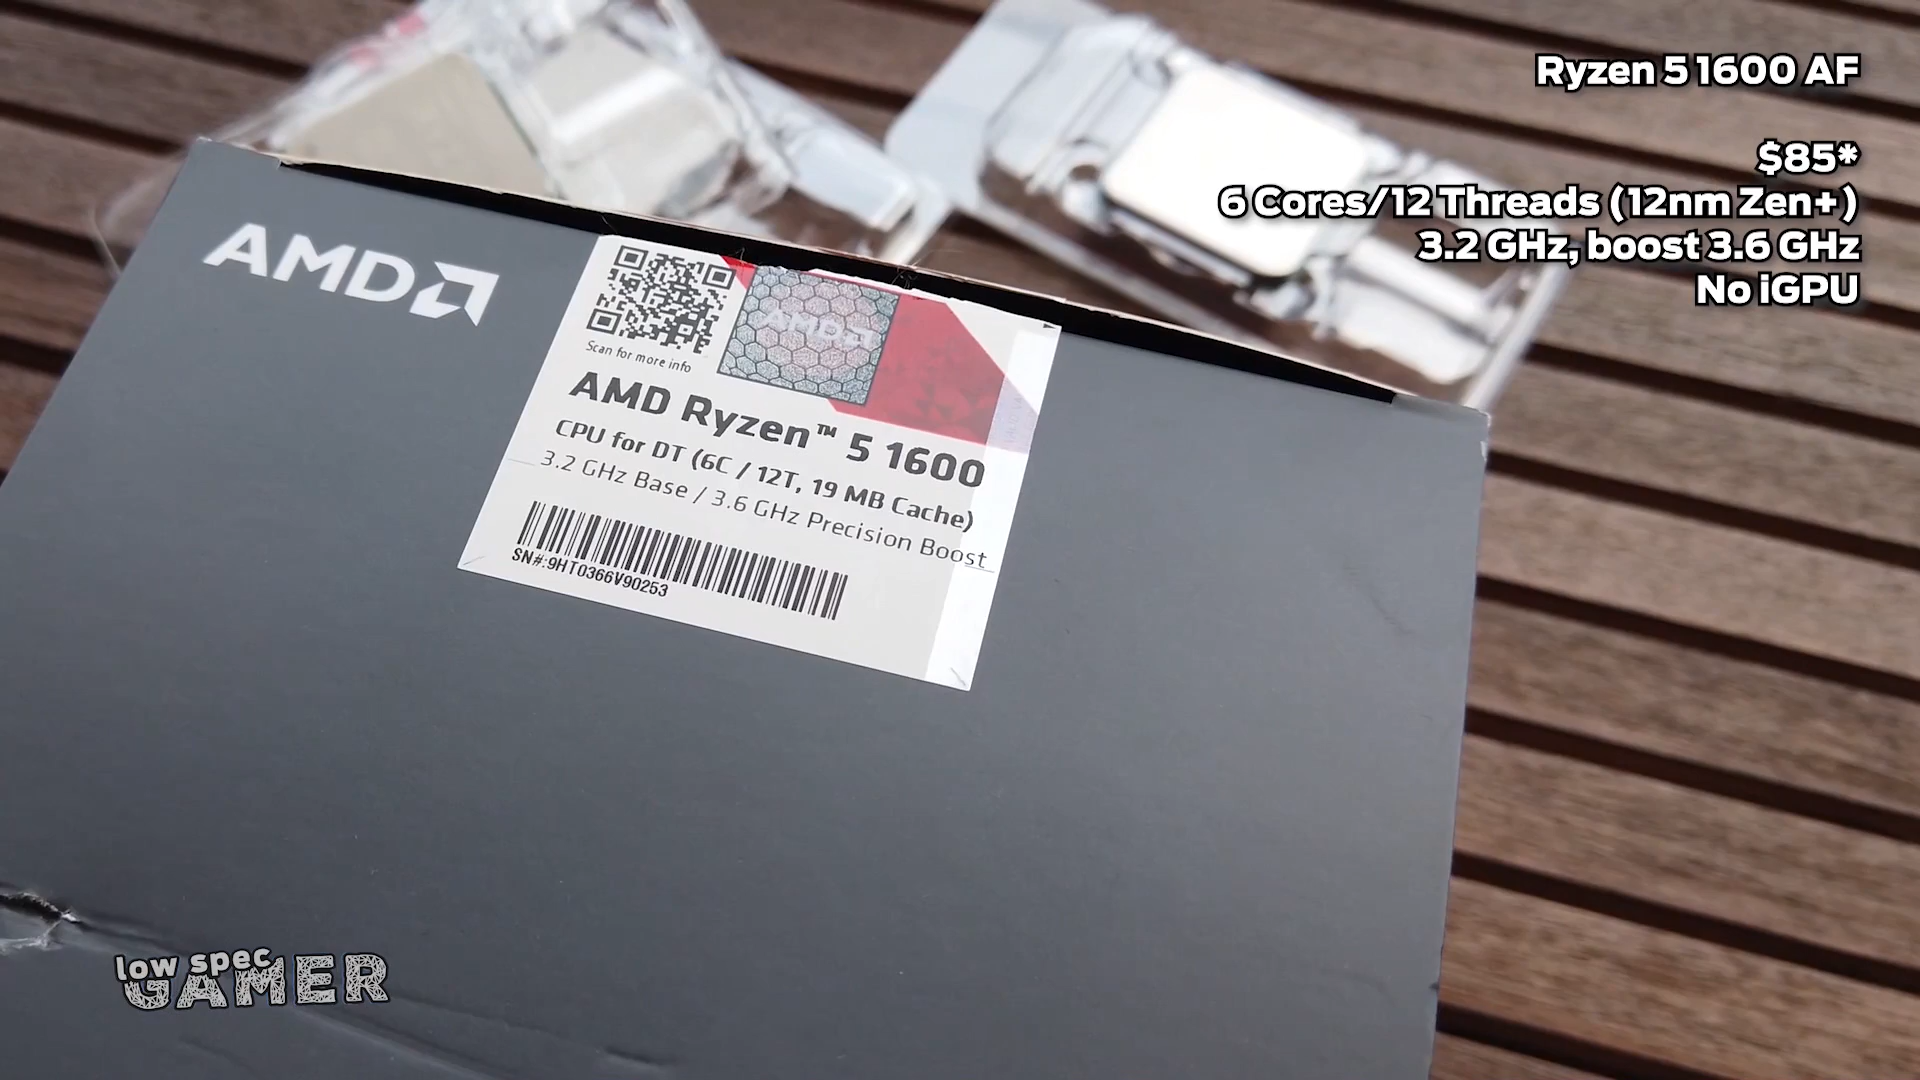 Ryzen 5 1600 AF
$85*
6 Cores/12 Threads (12nm Zen+)
3.2 GHz, boost 3.6 GHz
No iGPU
AMD
AMD
Scan for more info
AMD Ryzen™ 5 1600
CPU for DT (6C / 12T, 19 MB Cache)
3.2 GHz Base / 3.6 GHz Precision Boost
SN#:9HT0366V90253
low spec
GAMER